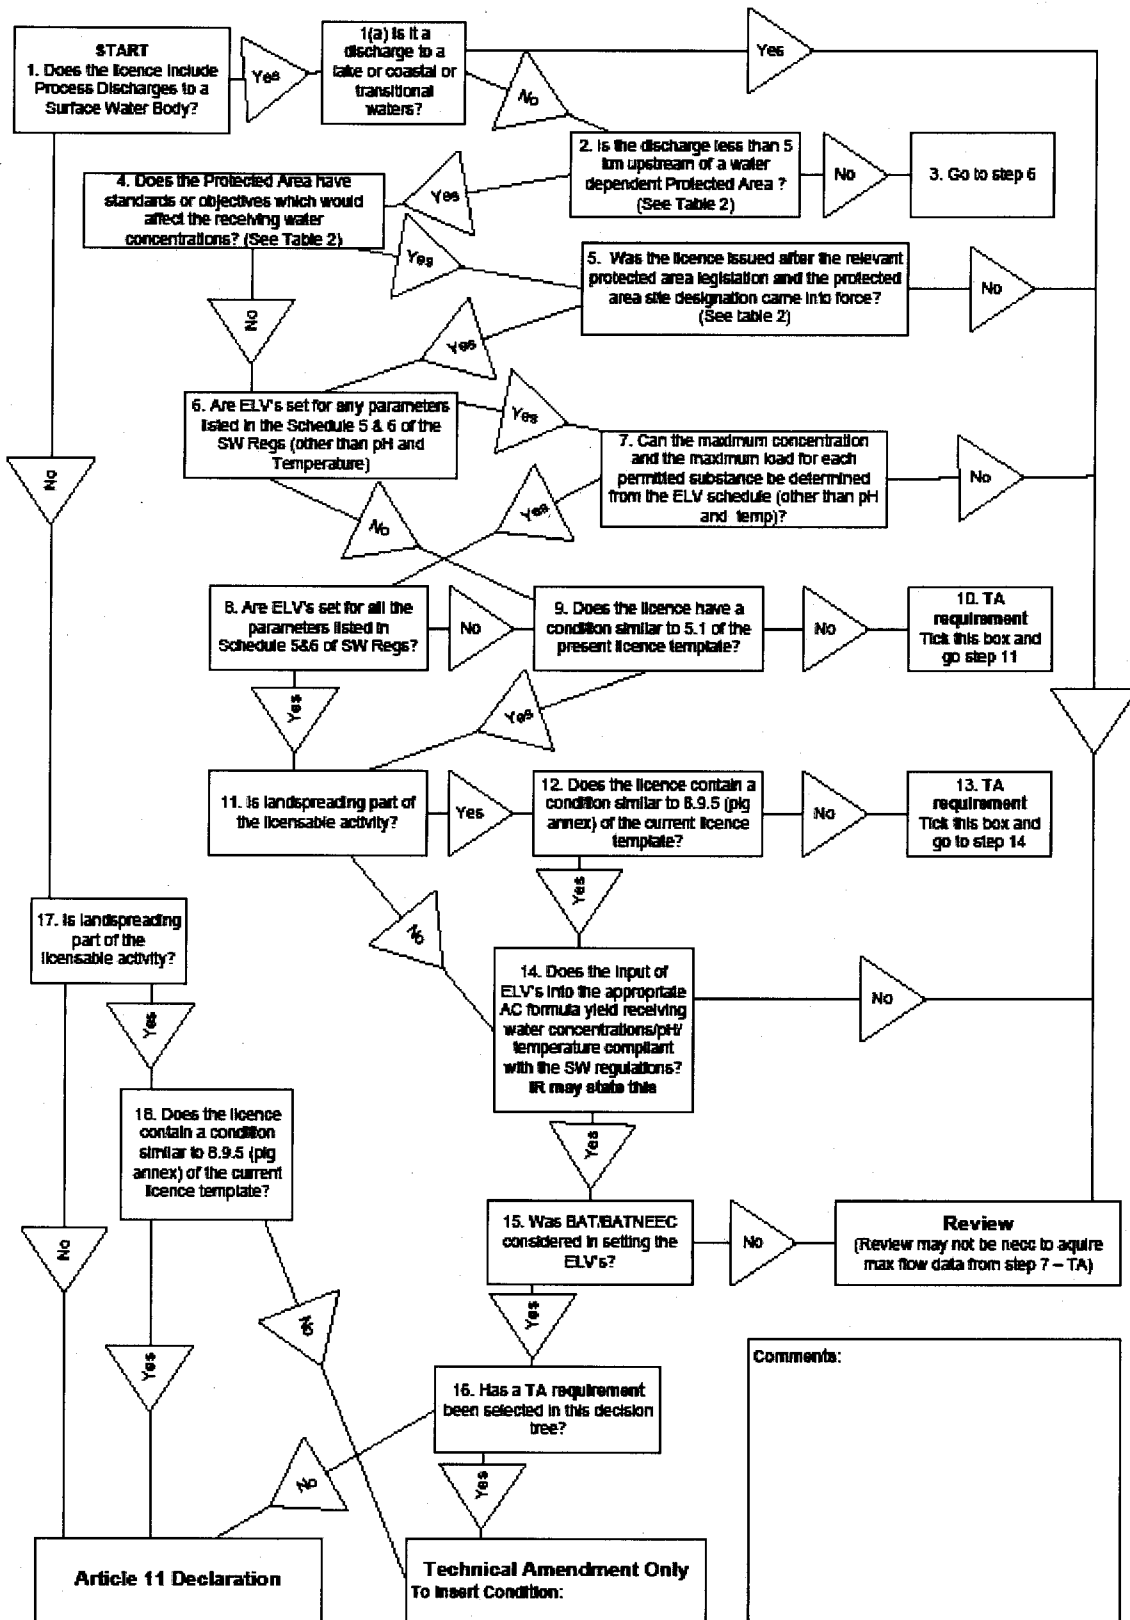 START
1. Does the licence include
Process Discharges to a
Surface Water Body?
Yes
1(a) Is it a
discharge to a
lake or coastal or
transitional
waters?
Yes
No
2. Is the discharge less than 5
km upstream of a water
dependent Protected Area ?
(See Table 2)
No
3. Go to step 6
Yes
4. Does the Protected Area have
standards or objectives which would
affect the receiving water
concentrations? (See Table 2)
Yes
No
5. Was the licence issued after the relevant
protected area legislation and the protected
area site designation came into force?
(See table 2)
No
Yes
6. Are ELV's set for any parameters
listed in the Schedule 5 & 6 of the
SW Regs (other than pH and
Temperature)
Yes
No
7. Can the maximum concentration
and the maximum load for each
permitted substance be determined
from the ELV schedule (other than pH
and temp)?
No
Yes
No
8. Are ELV's set for all the
parameters listed in
Schedule 5&6 of SW Regs?
No
9. Does the licence have a
condition similar to 5.1 of the
present licence template?
No
10. TA
requirement
Tick this box and
go step 11
Yes
Yes
11. Is landspreading part of
the licensable activity?
Yes
12. Does the licence contain a
condition similar to 8.9.5 (pig
annex) of the current licence
template?
No
13. TA
requirement
Tick this box and
go to step 14
Yes
No
17. Is landspreading
part of the
licensable activity?
14. Does the input of
ELV's into the appropriate
AC formula yield receiving
water concentrations/pH/
temperature compliant
with the SW regulations?
IR may state this
No
Yes
18. Does the licence
contain a condition
similar to 8.9.5 (pig
annex) of the current
licence template?
Yes
15. Was BAT/BATNEEC
considered in setting the
ELV's?
No
Review
(Review may not be necc to aquire
max flow data from step 7 – TA)
No
No
Yes
Yes
16. Has a TA requirement
been selected in this decision
tree?
No
Yes
Comments:
Article 11 Declaration
Technical Amendment Only
To Insert Condition: